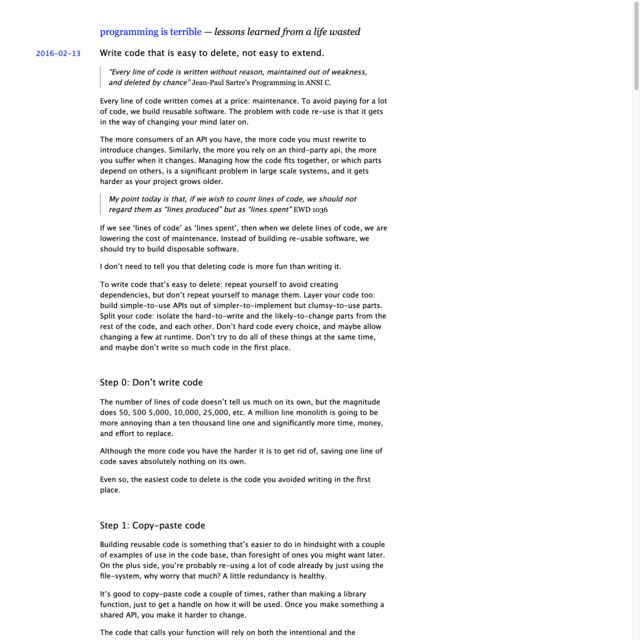 programming is terrible — lessons learned from a life wasted
2016-02-13
Write code that is easy to delete, not easy to extend.
"Every line of code is written without reason, maintained out of weakness,
and deleted by chance" Jean-Paul Sartre's Programming in ANSI C.
Every line of code written comes at a price: maintenance. To avoid paying for a lot
of code, we build reusable software. The problem with code re-use is that it gets
in the way of changing your mind later on.
The more consumers of an API you have, the more code you must rewrite to
introduce changes. Similarly, the more you rely on an third-party api, the more
you suffer when it changes. Managing how the code fits together, or which parts
depend on others, is a significant problem in large scale systems, and it gets
harder as your project grows older.
My point today is that, if we wish to count lines of code, we should not
regard them as "lines produced" but as "lines spent" EWD 1036
If we see 'lines of code' as 'lines spent', then when we delete lines of code, we are
lowering the cost of maintenance. Instead of building re-usable software, we
should try to build disposable software.
I don't need to tell you that deleting code is more fun than writing it.
To write code that's easy to delete: repeat yourself to avoid creating
dependencies, but don't repeat yourself to manage them. Layer your code too:
build simple-to-use APIs out of simpler-to-implement but clumsy-to-use parts.
Split your code: isolate the hard-to-write and the likely-to-change parts from the
rest of the code, and each other. Don't hard code every choice, and maybe allow
changing a few at runtime. Don't try to do all of these things at the same time,
and maybe don't write so much code in the first place.
Step 0: Don't write code
The number of lines of code doesn't tell us much on its own, but the magnitude
does 50, 500 5,000, 10,000, 25,000, etc. A million line monolith is going to be
more annoying than a ten thousand line one and significantly more time, money,
and effort to replace.
Although the more code you have the harder it is to get rid of, saving one line of
code saves absolutely nothing on its own.
Even so, the easiest code to delete is the code you avoided writing in the first
place.
Step 1: Copy-paste code
Building reusable code is something that's easier to do in hindsight with a couple
of examples of use in the code base, than foresight of ones you might want later.
On the plus side, you're probably re-using a lot of code already by just using the
file-system, why worry that much? A little redundancy is healthy.
It's good to copy-paste code a couple of times, rather than making a library
function, just to get a handle on how it will be used. Once you make something a
shared API, you make it harder to change.
The code that calls your function will rely on both the intentional and the